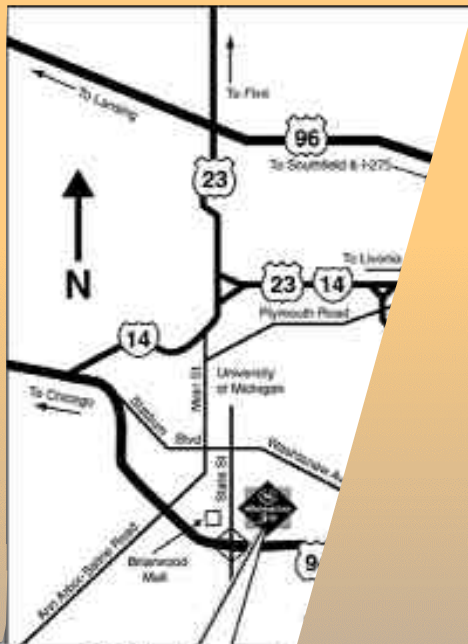 To Lansing
To Flint
96
To Southfield & I-275
23
N
To Livonia
23
14
Plymouth Road
14
Main St
University
of Michigan
To Chicago
Stadium
Blvd
Washtenaw Av
State St
Briarwood
Mall
Ann Arbor-Saline Road
9